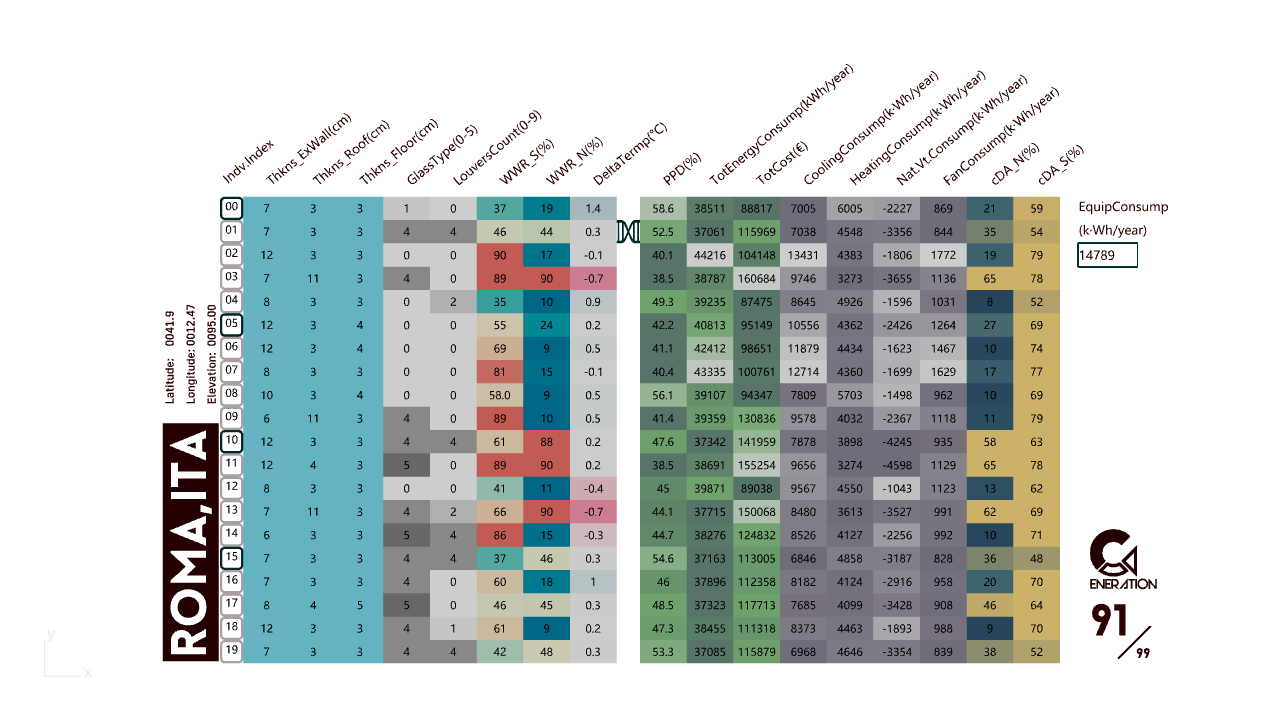 Indv.Index Thkns_ExWall(cm) Thkns_Roof(cm) Thkns_Floor(cm) GlassType(0-5) LouversCount(0-9) WWR_S(%) WWR_N(%) DeltaTermp(°C) PPD(%) TotEnergyConsump(kWh/year) TotCost(€) CoolingConsump(k·Wh/year) HeatingConsump(k·Wh/year) Nat.Vt.Consump(k·Wh/year) FanConsump(k·Wh/year) cDA_N(%) cDA_S(%)
00 7 3 3 1 0 37 19 1.4 58.6 38511 88817 7005 6005 -2227 869 21 59
01 7 3 3 4 4 46 44 0.3 52.5 37061 115969 7038 4548 -3356 844 35 54
02 12 3 3 0 0 90 17 -0.1 40.1 44216 104148 13431 4383 -1806 1772 19 79
03 7 11 3 4 0 89 90 -0.7 38.5 38787 160684 9746 3273 -3655 1136 65 78
04 8 3 3 0 2 35 10 0.9 49.3 39235 87475 8645 4926 -1596 1031 8 52
05 12 3 4 0 0 55 24 0.2 42.2 40813 95149 10556 4362 -2426 1264 27 69
06 12 3 4 0 0 69 9 0.5 41.1 42412 98651 11879 4434 -1623 1467 10 74
07 8 3 3 0 0 81 15 -0.1 40.4 43335 100761 12714 4360 -1699 1629 17 77
08 10 3 4 0 0 58.0 9 0.5 56.1 39107 94347 7809 5703 -1498 962 10 69
09 6 11 3 4 0 89 10 0.5 41.4 39359 130836 9578 4032 -2367 1118 11 79
10 12 3 3 4 4 61 88 0.2 47.6 37342 141959 7878 3898 -4245 935 58 63
11 12 4 3 5 0 89 90 0.2 38.5 38691 155254 9656 3274 -4598 1129 65 78
12 8 3 3 0 0 41 11 -0.4 45 39871 89038 9567 4550 -1043 1123 13 62
13 7 11 3 4 2 66 90 -0.7 44.1 37715 150068 8480 3613 -3527 991 62 69
14 6 3 3 5 4 86 15 -0.3 44.7 38276 124832 8526 4127 -2256 992 10 71
15 7 3 3 4 4 37 46 0.3 54.6 37163 113005 6846 4858 -3187 828 36 48
16 7 3 3 4 0 60 18 1 46 37896 112358 8182 4124 -2916 958 20 70
17 8 4 5 5 0 46 45 0.3 48.5 37323 117713 7685 4099 -3428 908 46 64
18 12 3 3 4 1 61 9 0.2 47.3 38455 111318 8373 4463 -1893 988 9 70
19 7 3 3 4 4 42 48 0.3 53.3 37085 115879 6968 4646 -3354 839 38 52
EquipConsump
(k·Wh/year)
14789
Latitude: 0041.9
Longitude: 0012.47
Elevation: 0095.00
ROMA,ITA
ENERATION
91/99
y
x